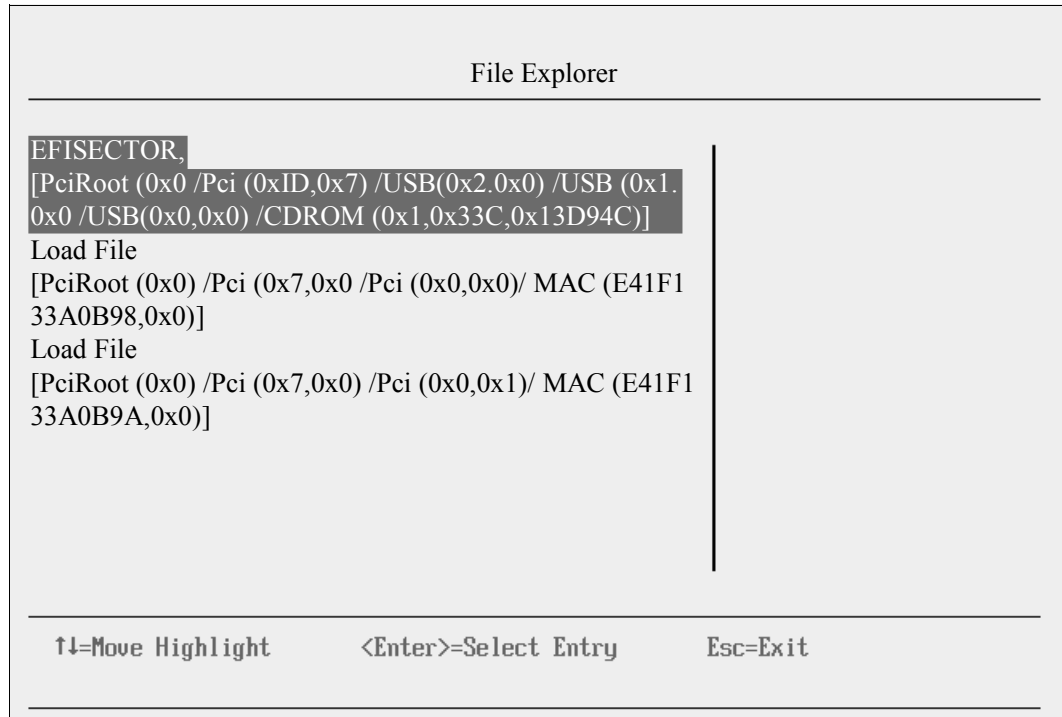 File Explorer
EFISECTOR,
[PciRoot (0x0 /Pci (0xID,0x7) /USB(0x2.0x0) /USB (0x1.
0x0 /USB(0x0,0x0) /CDROM (0x1,0x33C,0x13D94C)]
Load File
[PciRoot (0x0) /Pci (0x7,0x0 /Pci (0x0,0x0)/ MAC (E41F1
33A0B98,0x0)]
Load File
[PciRoot (0x0) /Pci (0x7,0x0) /Pci (0x0,0x1)/ MAC (E41F1
33A0B9A,0x0)]
↑↓=Move Highlight <Enter>=Select Entry Esc=Exit